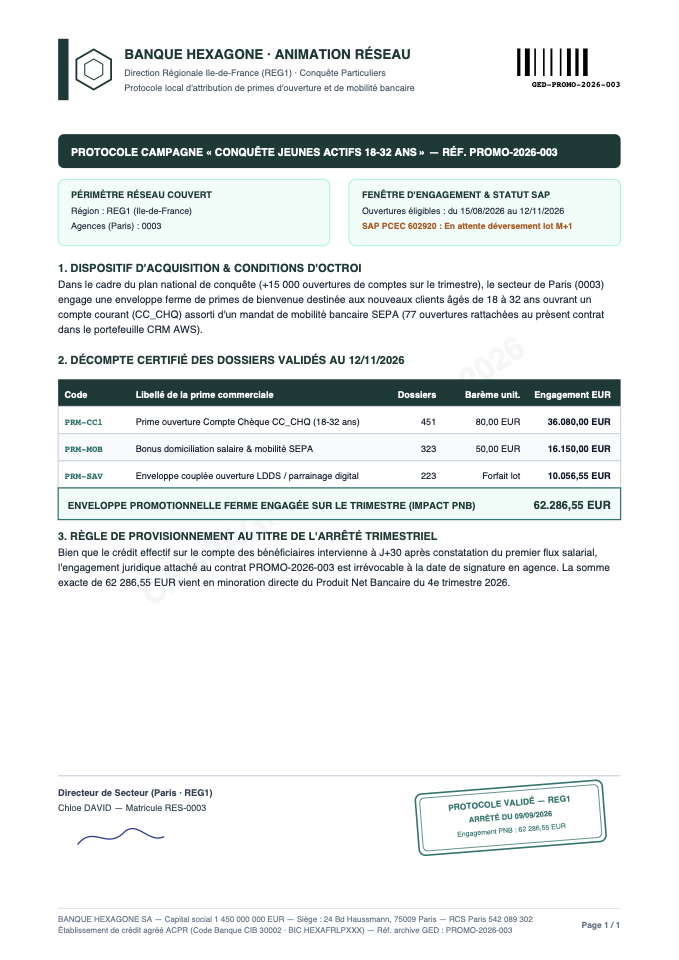 BANQUE HEXAGONE · ANIMATION RÉSEAU
Direction Régionale Ile-de-France (REG1) · Conquête Particuliers
Protocole local d'attribution de primes d'ouverture et de mobilité bancaire
GED-PROMO-2026-003
PROTOCOLE CAMPAGNE « CONQUÊTE JEUNES ACTIFS 18-32 ANS » — RÉF. PROMO-2026-003
PÉRIMÈTRE RÉSEAU COUVERT
Région : REG1 (Ile-de-France)
Agences (Paris) : 0003
FENÊTRE D'ENGAGEMENT & STATUT SAP
Ouvertures éligibles : du 15/08/2026 au 12/11/2026
SAP PCEC 602920 : En attente déversement lot M+1
1. DISPOSITIF D'ACQUISITION & CONDITIONS D'OCTROI
Dans le cadre du plan national de conquête (+15 000 ouvertures de comptes sur le trimestre), le secteur de Paris (0003)
engage une enveloppe ferme de primes de bienvenue destinée aux nouveaux clients âgés de 18 à 32 ans ouvrant un
compte courant (CC_CHQ) assorti d'un mandat de mobilité bancaire SEPA (77 ouvertures rattachées au présent contrat
dans le portefeuille CRM AWS).
2. DÉCOMPTE CERTIFIÉ DES DOSSIERS VALIDÉS AU 12/11/2026
Code Libellé de la prime commerciale Dossiers Barème unit. Engagement EUR
PRM-CC1 Prime ouverture Compte Chèque CC_CHQ (18-32 ans) 451 80,00 EUR 36.080,00 EUR
PRM-MOB Bonus domiciliation salaire & mobilité SEPA 323 50,00 EUR 16.150,00 EUR
PRM-SAV Enveloppe couplée ouverture LDDS / parrainage digital 223 Forfait lot 10.056,55 EUR
ENVELOPPE PROMOTIONNELLE FERME ENGAGÉE SUR LE TRIMESTRE (IMPACT PNB) 62.286,55 EUR
3. RÈGLE DE PROVISIONNEMENT AU TITRE DE L'ARRÊTÉ TRIMESTRIEL
Bien que le crédit effectif sur le compte des bénéficiaires intervienne à J+30 après constatation du premier flux salarial,
l'engagement juridique attaché au contrat PROMO-2026-003 est irrévocable à la date de signature en agence. La somme
exacte de 62 286,55 EUR vient en minoration directe du Produit Net Bancaire du 4e trimestre 2026.
Directeur de Secteur (Paris · REG1)
Chloe DAVID — Matricule RES-0003
PROTOCOLE VALIDÉ — REG1
ARRÊTÉ DU 09/09/2026
Engagement PNB : 62 286,55 EUR
BANQUE HEXAGONE SA — Capital social 1 450 000 000 EUR — Siège : 24 Bd Haussmann, 75009 Paris — RCS Paris 542 089 302
Établissement de crédit agréé ACPR (Code Banque CIB 30002 · BIC HEXAFRLPXXX) — Réf. archive GED : PROMO-2026-003
Page 1 / 1